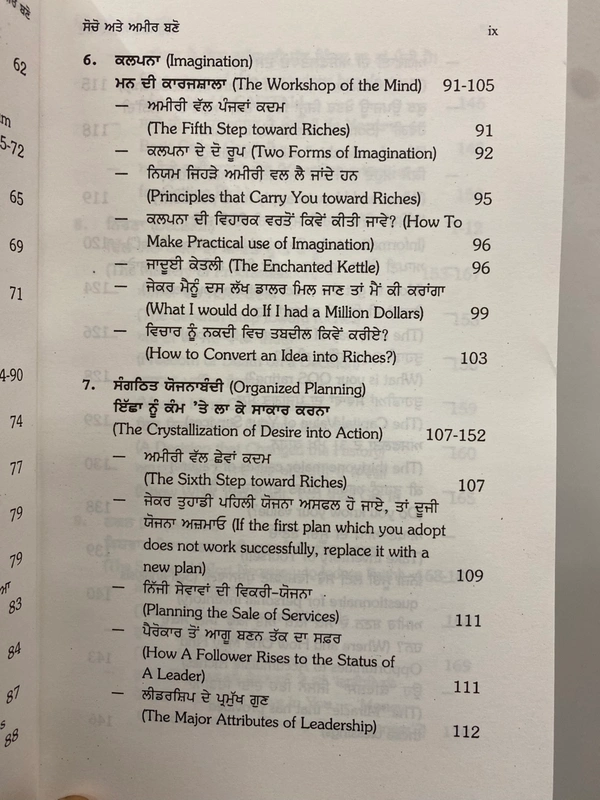 ਸੋਚੋ ਅਤੇ ਅਮੀਰ ਬਣੋ ix
6. ਕਲਪਨਾ (Imagination)
ਮਨ ਦੀ ਕਾਰਜਸ਼ਾਲਾ (The Workshop of the Mind) 91-105
— ਅਮੀਰੀ ਵੱਲ ਪੰਜਵਾਂ ਕਦਮ
(The Fifth Step toward Riches) 91
— ਕਲਪਨਾ ਦੇ ਦੋ ਰੂਪ (Two Forms of Imagination) 92
— ਨਿਯਮ ਜਿਹੜੇ ਅਮੀਰੀ ਵਲ ਲੈ ਜਾਂਦੇ ਹਨ
(Principles that Carry You toward Riches) 95
— ਕਲਪਨਾ ਦੀ ਵਿਹਾਰਕ ਵਰਤੋਂ ਕਿਵੇਂ ਕੀਤੀ ਜਾਵੇ? (How To
Make Practical use of Imagination) 96
— ਜਾਦੂਈ ਕੇਤਲੀ (The Enchanted Kettle) 96
— ਜੇਕਰ ਮੈਨੂੰ ਦਸ ਲੱਖ ਡਾਲਰ ਮਿਲ ਜਾਣ ਤਾਂ ਮੈਂ ਕੀ ਕਰਾਂਗਾ
(What I would do If I had a Million Dollars) 99
— ਵਿਚਾਰ ਨੂੰ ਨਕਦੀ ਵਿਚ ਤਬਦੀਲ ਕਿਵੇਂ ਕਰੀਏ?
(How to Convert an Idea into Riches?) 103
7. ਸੰਗਠਿਤ ਯੋਜਨਾਬੰਦੀ (Organized Planning)
ਇੱਛਾ ਨੂੰ ਕੰਮ 'ਤੇ ਲਾ ਕੇ ਸਾਕਾਰ ਕਰਨਾ
(The Crystallization of Desire into Action) 107-152
— ਅਮੀਰੀ ਵੱਲ ਛੇਵਾਂ ਕਦਮ
(The Sixth Step toward Riches) 107
— ਜੇਕਰ ਤੁਹਾਡੀ ਪਹਿਲੀ ਯੋਜਨਾ ਅਸਫਲ ਹੋ ਜਾਏ, ਤਾਂ ਦੂਜੀ
ਯੋਜਨਾ ਅਜ਼ਮਾਓ (If the first plan which you adopt
does not work successfully, replace it with a
new plan) 109
— ਨਿੱਜੀ ਸੇਵਾਵਾਂ ਦੀ ਵਿਕਰੀ-ਯੋਜਨਾ
(Planning the Sale of Services) 111
— ਪੈਰੋਕਾਰ ਤੋਂ ਆਗੂ ਬਣਨ ਤੱਕ ਦਾ ਸਫ਼ਰ
(How A Follower Rises to the Status of
A Leader) 111
— ਲੀਡਰਸ਼ਿਪ ਦੇ ਪ੍ਰਮੁੱਖ ਗੁਣ
(The Major Attributes of Leadership) 112
62
5-72
65
69
71
4-90
74
77
79
79
83
84
87
88